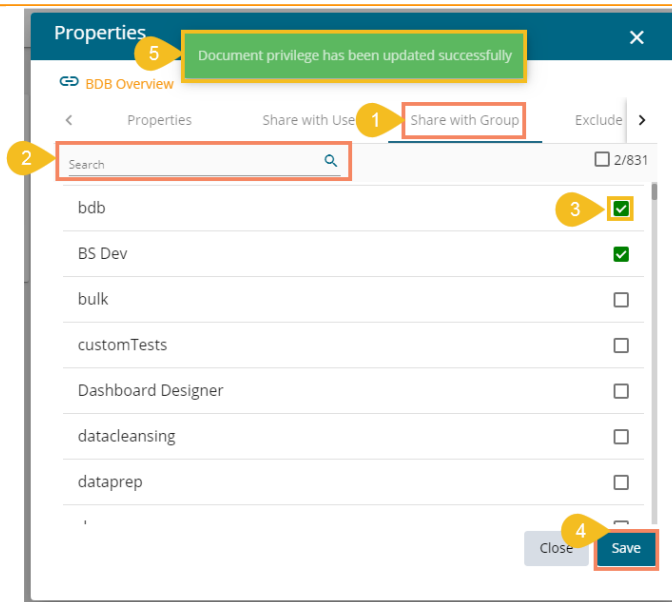 Properties
5
Document privilege has been updated successfully
BDB Overview
Properties
Share with Use
1
Share with Group
Exclude
2
Search
2/831
bdb
3
BS Dev
bulk
customTests
Dashboard Designer
datacleansing
dataprep
4
Close
Save